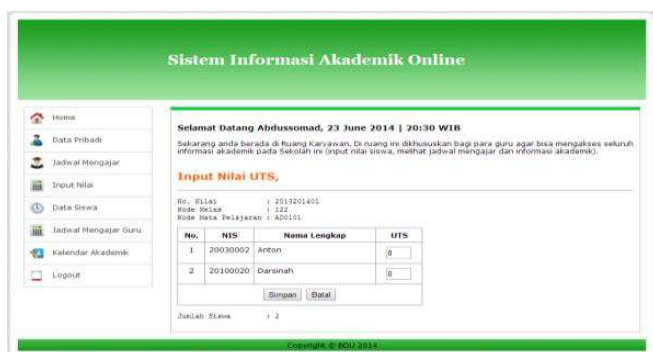 Sistem Informasi Akademik Online
Home
Data Pribadi
Jadwal Mengajar
Input Nilai
Data Siswa
Jadwal Mengajar Guru
Kelendar Akademik
Logout
Selamat Datang Abdussomad, 23 June 2014 | 20:30 WIB
Sekarang anda berada di Ruang Karyawan. Di ruang ini dikhususkan bagi para guru agar bisa mengakses seluruh
informasi akademik pada Sekolah ini (input nilai siswa, melihat jadwal mengajar dan informasi akademik).
Input Nilai UTS,
No. Nilai : 2013201401
Kode Kelas : 122
Kode Mata Pelajaran : AD0101
No. NIS Nama Lengkap UTS
1 20030002 Anton 0
2 20100020 Darsinah 0
Simpan Batal
Jumlah Siswa : 2
Copyright © BOU 2014